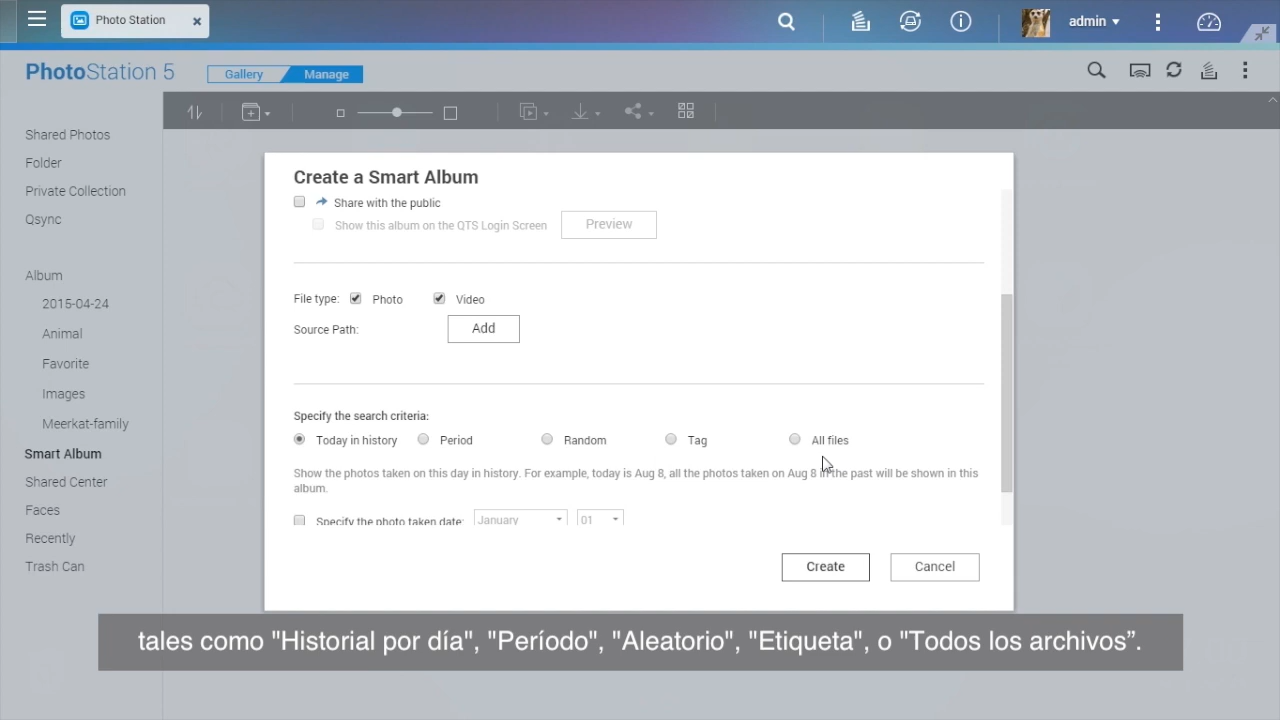 Photo Station
admin
PhotoStation 5
Gallery
Manage
Shared Photos
Folder
Private Collection
Qsync
Album
2015-04-24
Animal
Favorite
Images
Meerkat-family
Smart Album
Shared Center
Faces
Recently
Trash Can
Create a Smart Album
Share with the public
Show this album on the QTS Login Screen
Preview
File type:
Photo
Video
Source Path:
Add
Specify the search criteria:
Today in history
Period
Random
Tag
All files
Show the photos taken on this day in history. For example, today is Aug 8, all the photos taken on Aug 8 in the past will be shown in this
album.
Specify the photo taken date:
January
01
Create
Cancel
tales como "Historial por día", "Período", "Aleatorio", "Etiqueta", o "Todos los archivos”.